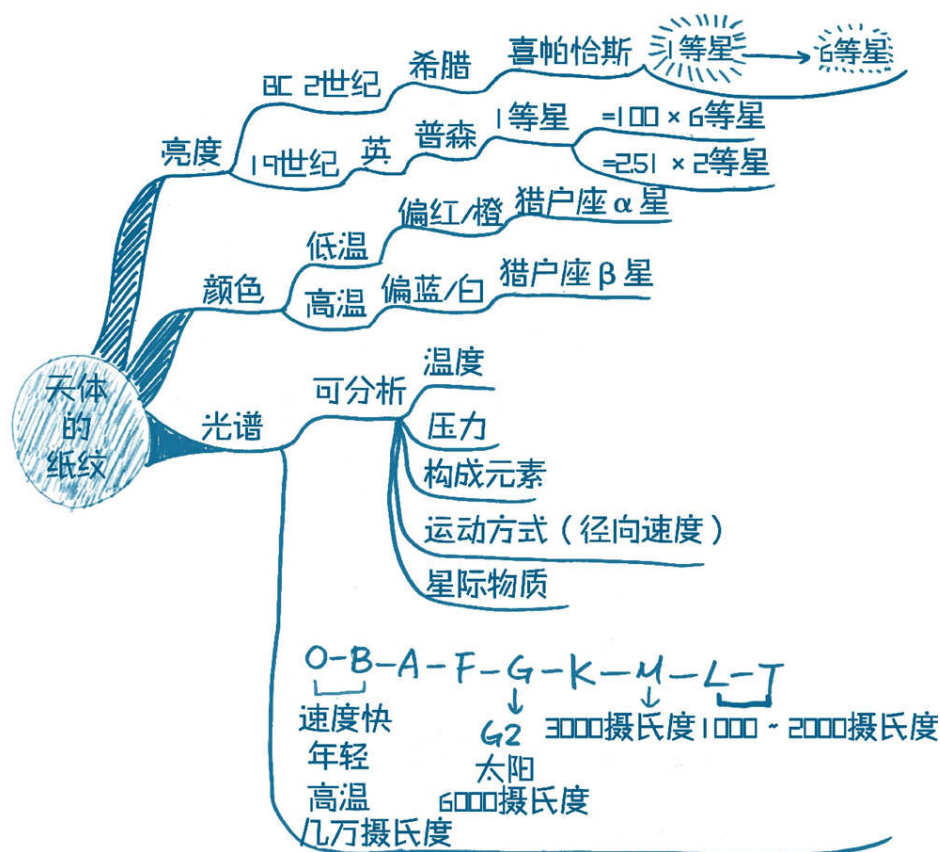 天体
的
纸纹
亮度
BC 2世纪
希腊
喜帕恰斯
1等星
6等星
19世纪
英
普森
1等星
=100 × 6等星
=2.51 × 2等星
颜色
低温
偏红/橙
猎户座 α 星
高温
偏蓝/白
猎户座 β 星
光谱
可分析
温度
压力
构成元素
运动方式（径向速度）
星际物质
O-B-A-F-G-K-M-L-T
速度快
年轻
高温
几万摄氏度
G2
太阳
6000摄氏度
3000摄氏度
1000 ~ 2000摄氏度